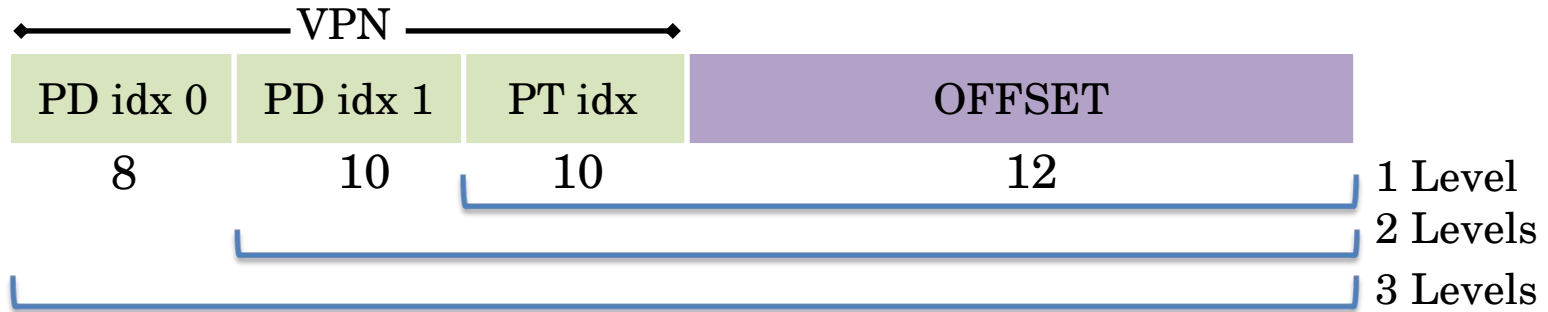 VPN
PD idx 0 PD idx 1 PT idx OFFSET
8 10 10 12
1 Level
2 Levels
3 Levels